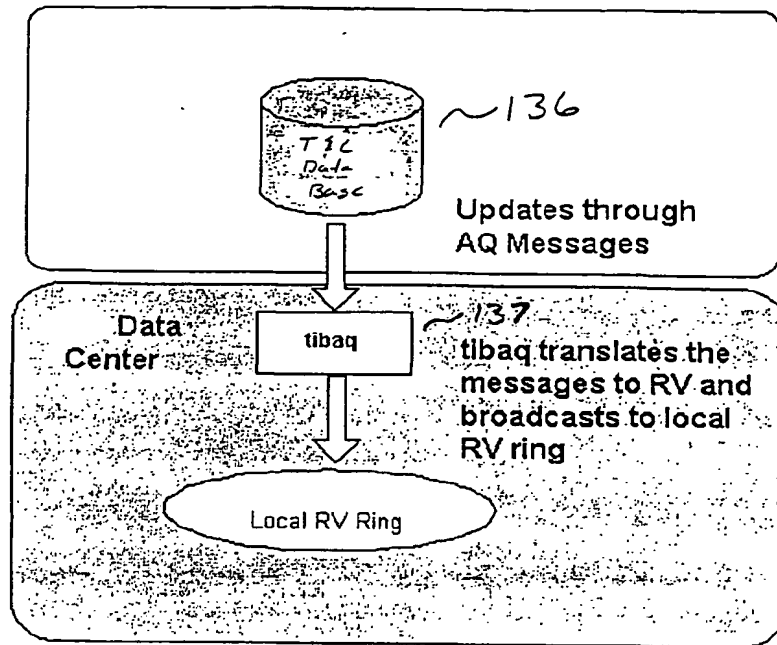 136
T & C
Data
Base
Updates through
AQ Messages
Data
Center
tibaq
137
tibaq translates the
messages to RV and
broadcasts to local
RV ring
Local RV Ring